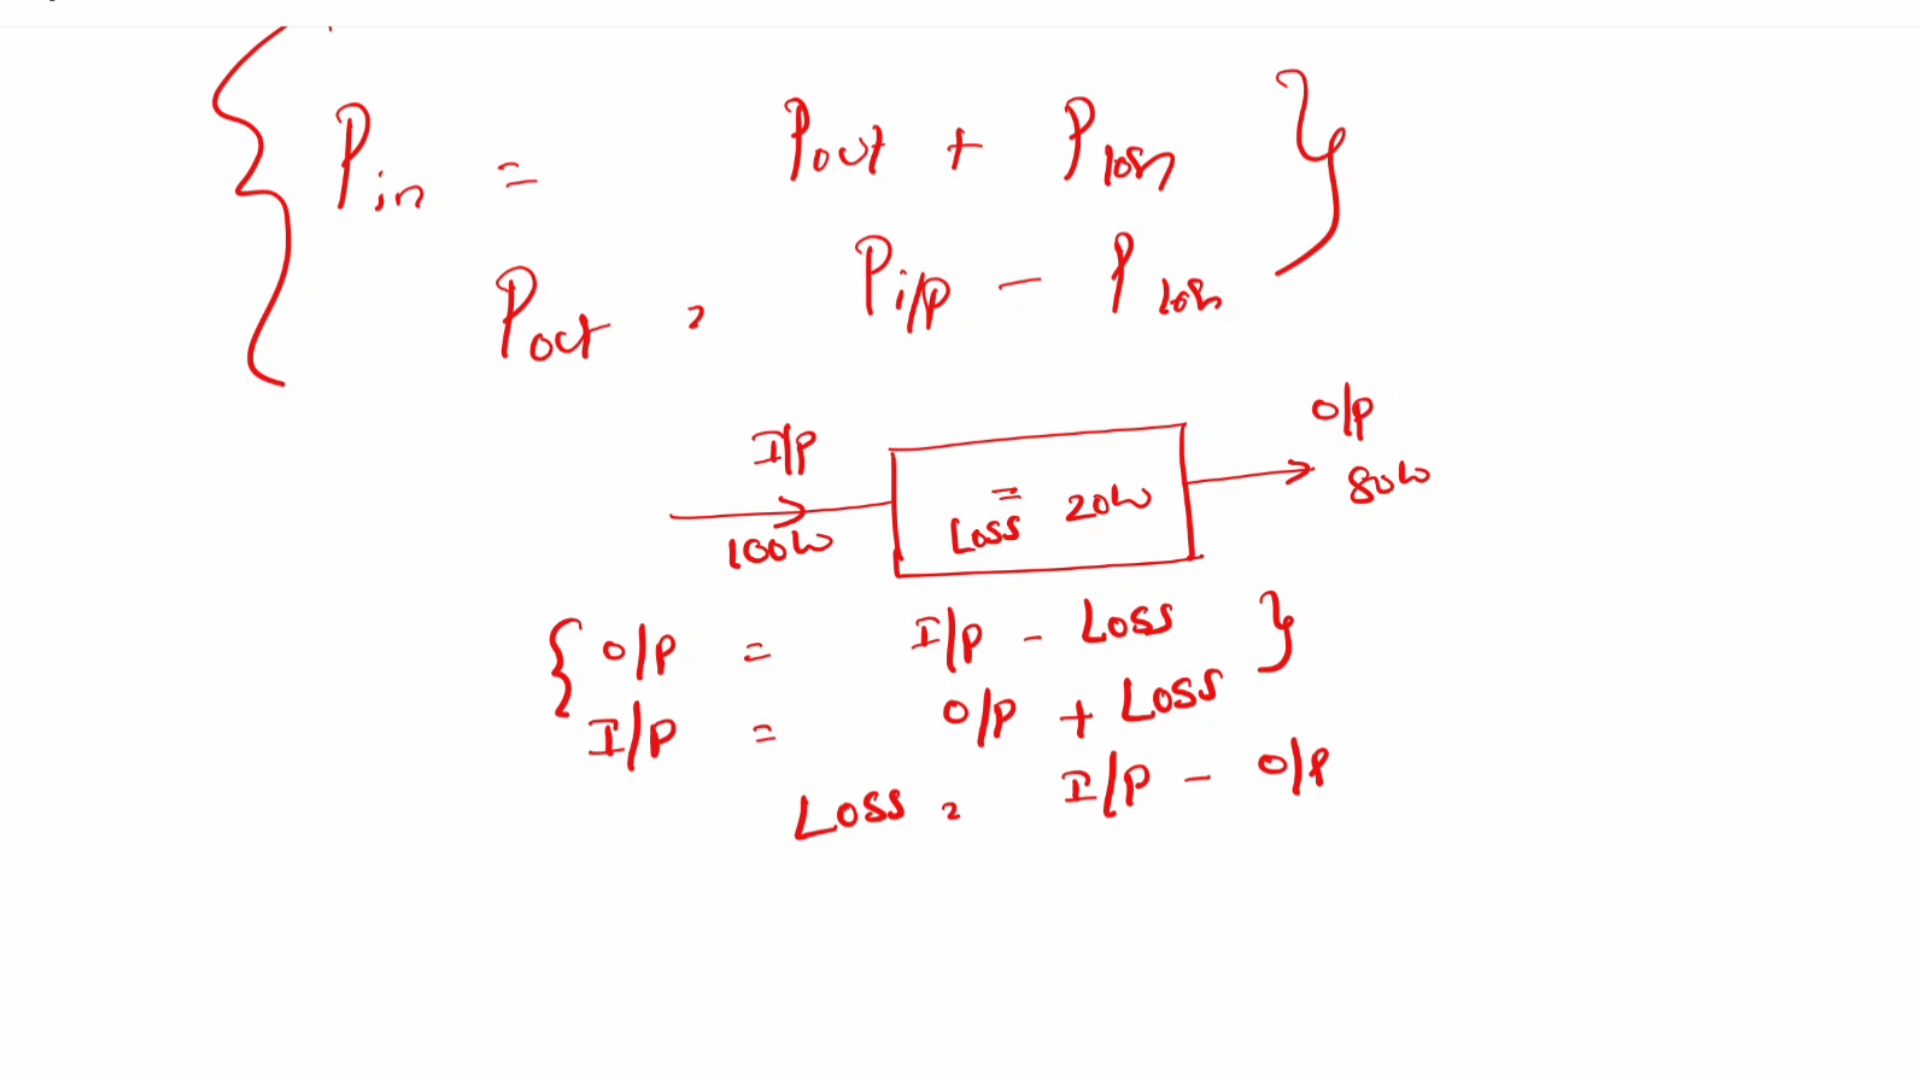 Pin = Pout + Ploss
Pout = Pi/p - Ploss
I/P
100W
Loss = 20W
O/P
80W
{ O/P = I/P - Loss }
I/P = O/P + Loss
Loss = I/P - O/P